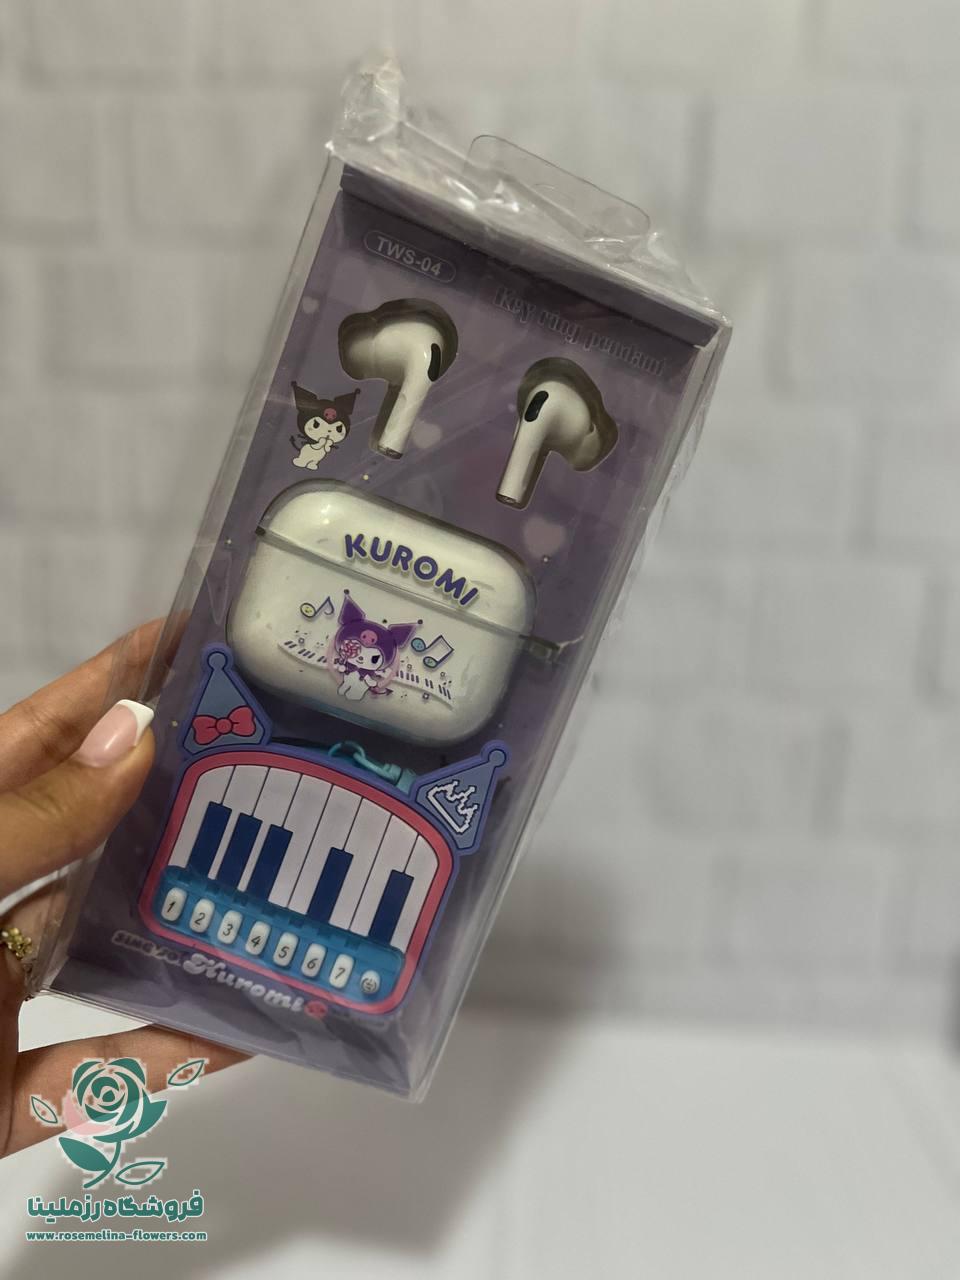 TWS-04
Key ring pendant
KUROMI
1 2 3 4 5 6 7
Kuromi
فروشگاه رزملینا
www.rosemelina-flowers.com